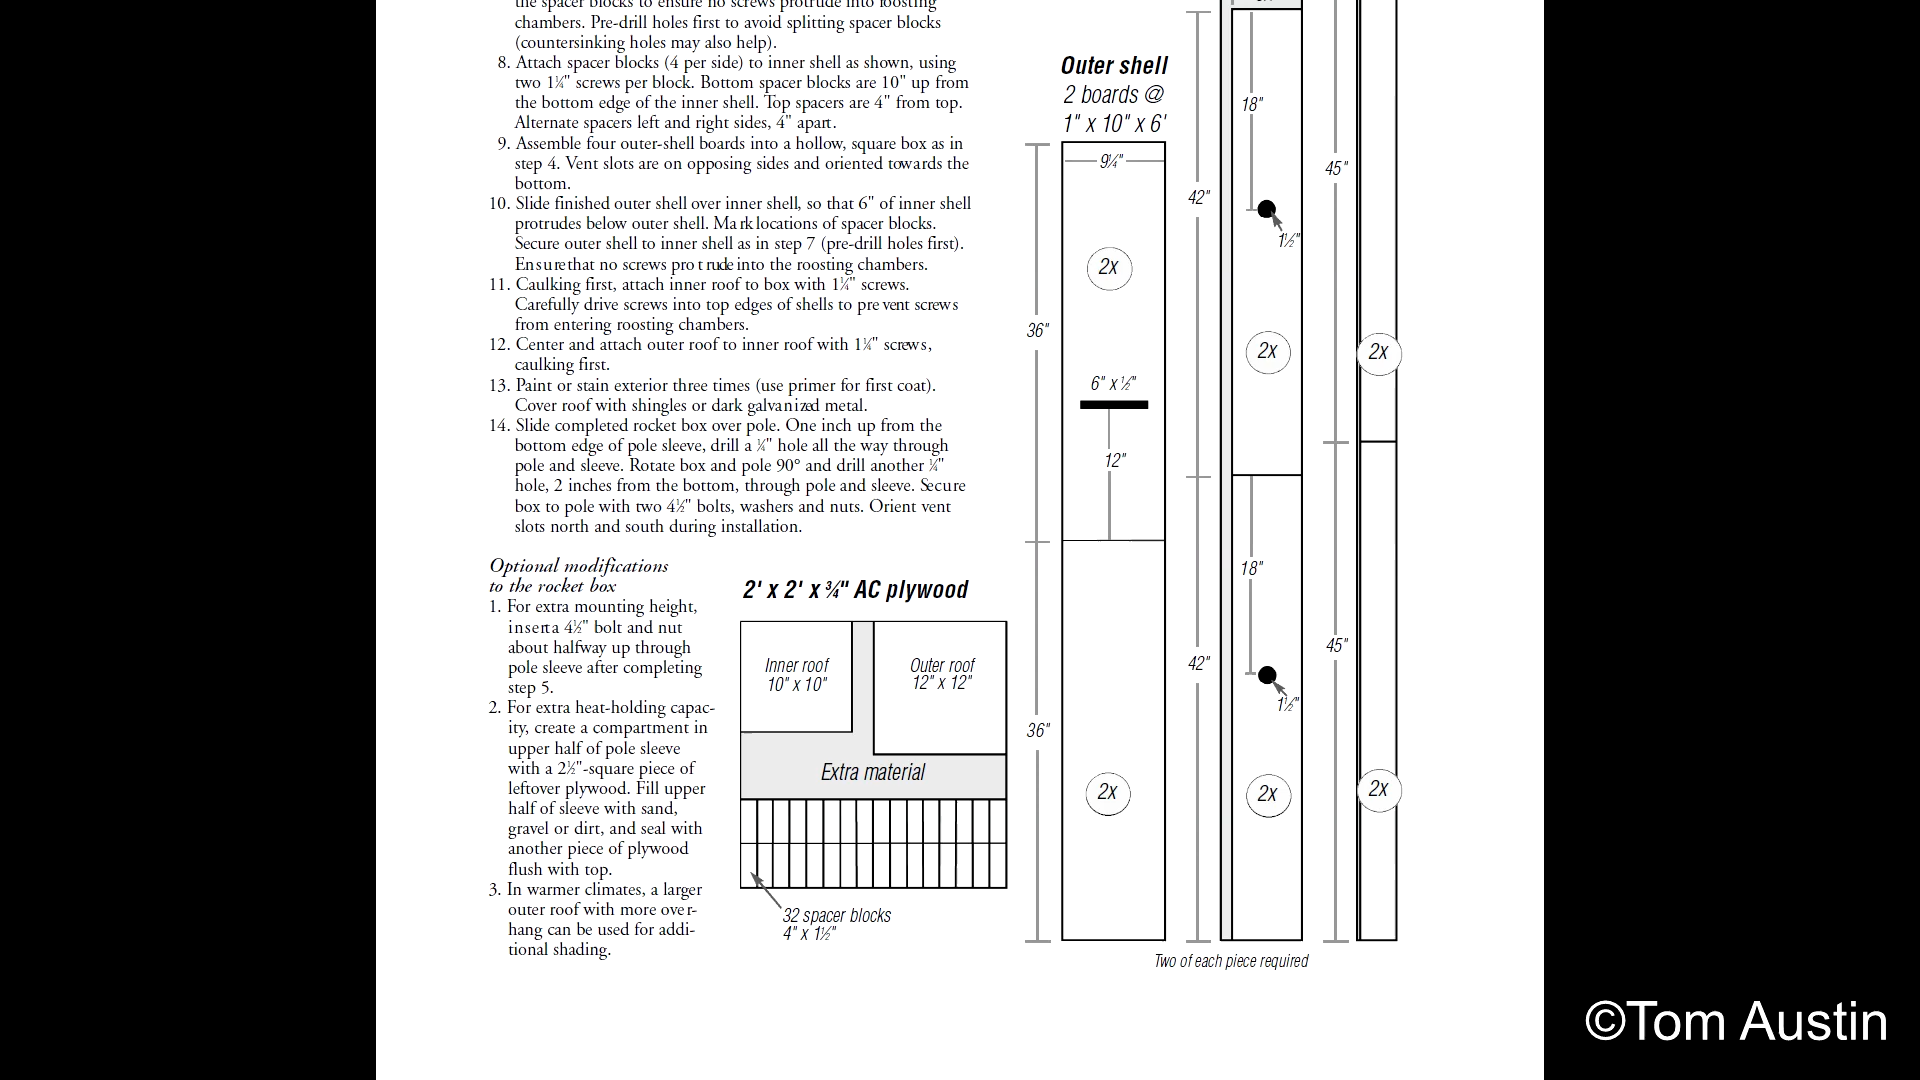 the spacer blocks to ensure no screws protrude into roosting
chambers. Pre-drill holes first to avoid splitting spacer blocks
(countersinking holes may also help).
8. Attach spacer blocks (4 per side) to inner shell as shown, using
two 1¼" screws per block. Bottom spacer blocks are 10" up from
the bottom edge of the inner shell. Top spacers are 4" from top.
Alternate spacers left and right sides, 4" apart.
9. Assemble four outer-shell boards into a hollow, square box as in
step 4. Vent slots are on opposing sides and oriented towards the
bottom.
10. Slide finished outer shell over inner shell, so that 6" of inner shell
protrudes below outer shell. Mark locations of spacer blocks.
Secure outer shell to inner shell as in step 7 (pre-drill holes first).
Ensure that no screws protrude into the roosting chambers.
11. Caulking first, attach inner roof to box with 1¼" screws.
Carefully drive screws into top edges of shells to prevent screws
from entering roosting chambers.
12. Center and attach outer roof to inner roof with 1¼" screws,
caulking first.
13. Paint or stain exterior three times (use primer for first coat).
Cover roof with shingles or dark galvanized metal.
14. Slide completed rocket box over pole. One inch up from the
bottom edge of pole sleeve, drill a ¼" hole all the way through
pole and sleeve. Rotate box and pole 90° and drill another ¼"
hole, 2 inches from the bottom, through pole and sleeve. Secure
box to pole with two 4½" bolts, washers and nuts. Orient vent
slots north and south during installation.
Optional modifications
to the rocket box
1. For extra mounting height,
insert a 4½" bolt and nut
about halfway up through
pole sleeve after completing
step 5.
2. For extra heat-holding capac-
ity, create a compartment in
upper half of pole sleeve
with a 2½"-square piece of
leftover plywood. Fill upper
half of sleeve with sand,
gravel or dirt, and seal with
another piece of plywood
flush with top.
3. In warmer climates, a larger
outer roof with more over-
hang can be used for addi-
tional shading.
2' x 2' x ¾" AC plywood
Inner roof
10" x 10"
Outer roof
12" x 12"
Extra material
32 spacer blocks
4" x 1½"
Outer shell
2 boards @
1" x 10" x 6'
9¼"
36"
2x
6" x ½"
12"
36"
2x
42"
18"
1½"
2x
42"
18"
1½"
2x
45"
2x
45"
2x
Two of each piece required
©Tom Austin